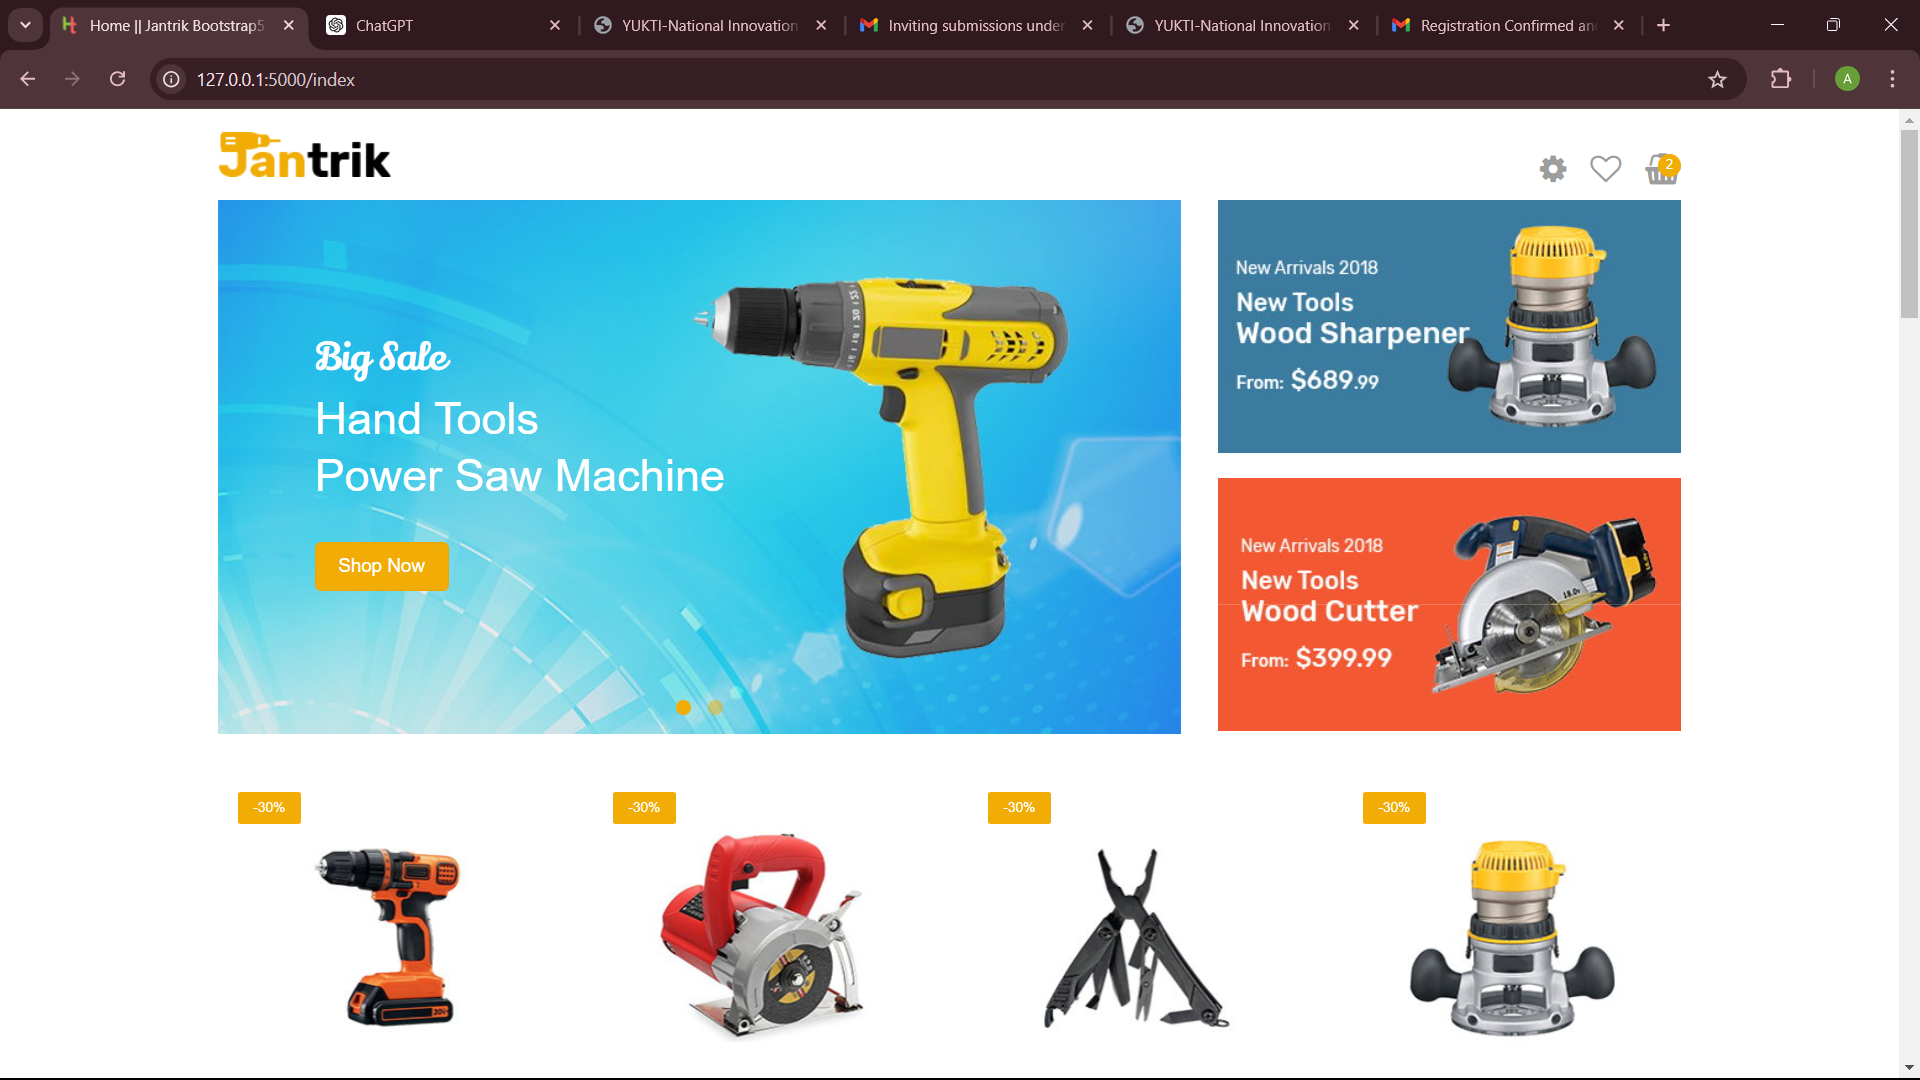 Home || Jantrik Bootstrap5
ChatGPT
YUKTI-National Innovation
Inviting submissions under
YUKTI-National Innovation
Registration Confirmed an
127.0.0.1:5000/index
A
Jantrik
2
Big Sale
Hand Tools
Power Saw Machine
Shop Now
New Arrivals 2018
New Tools
Wood Sharpener
From: $689.99
New Arrivals 2018
New Tools
Wood Cutter
From: $399.99
18.0v
-30%
-30%
-30%
-30%